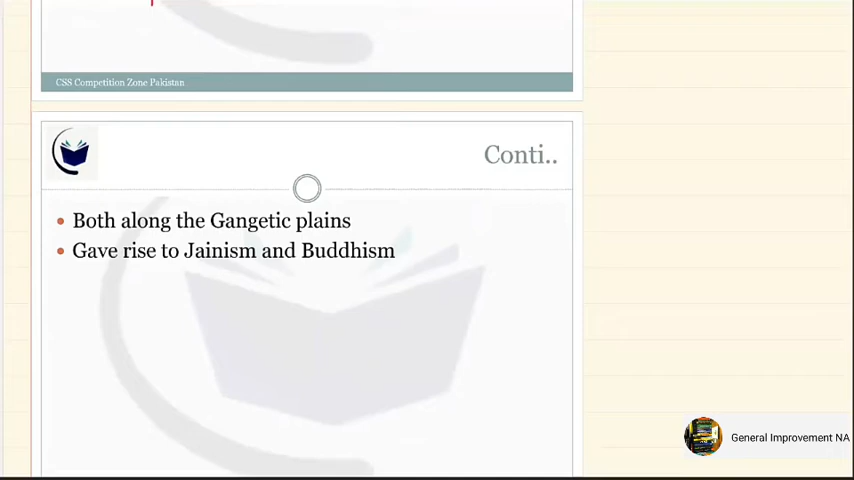 CSS Competition Zone Pakistan
Conti..
Both along the Gangetic plains
Gave rise to Jainism and Buddhism
General Improvement NA